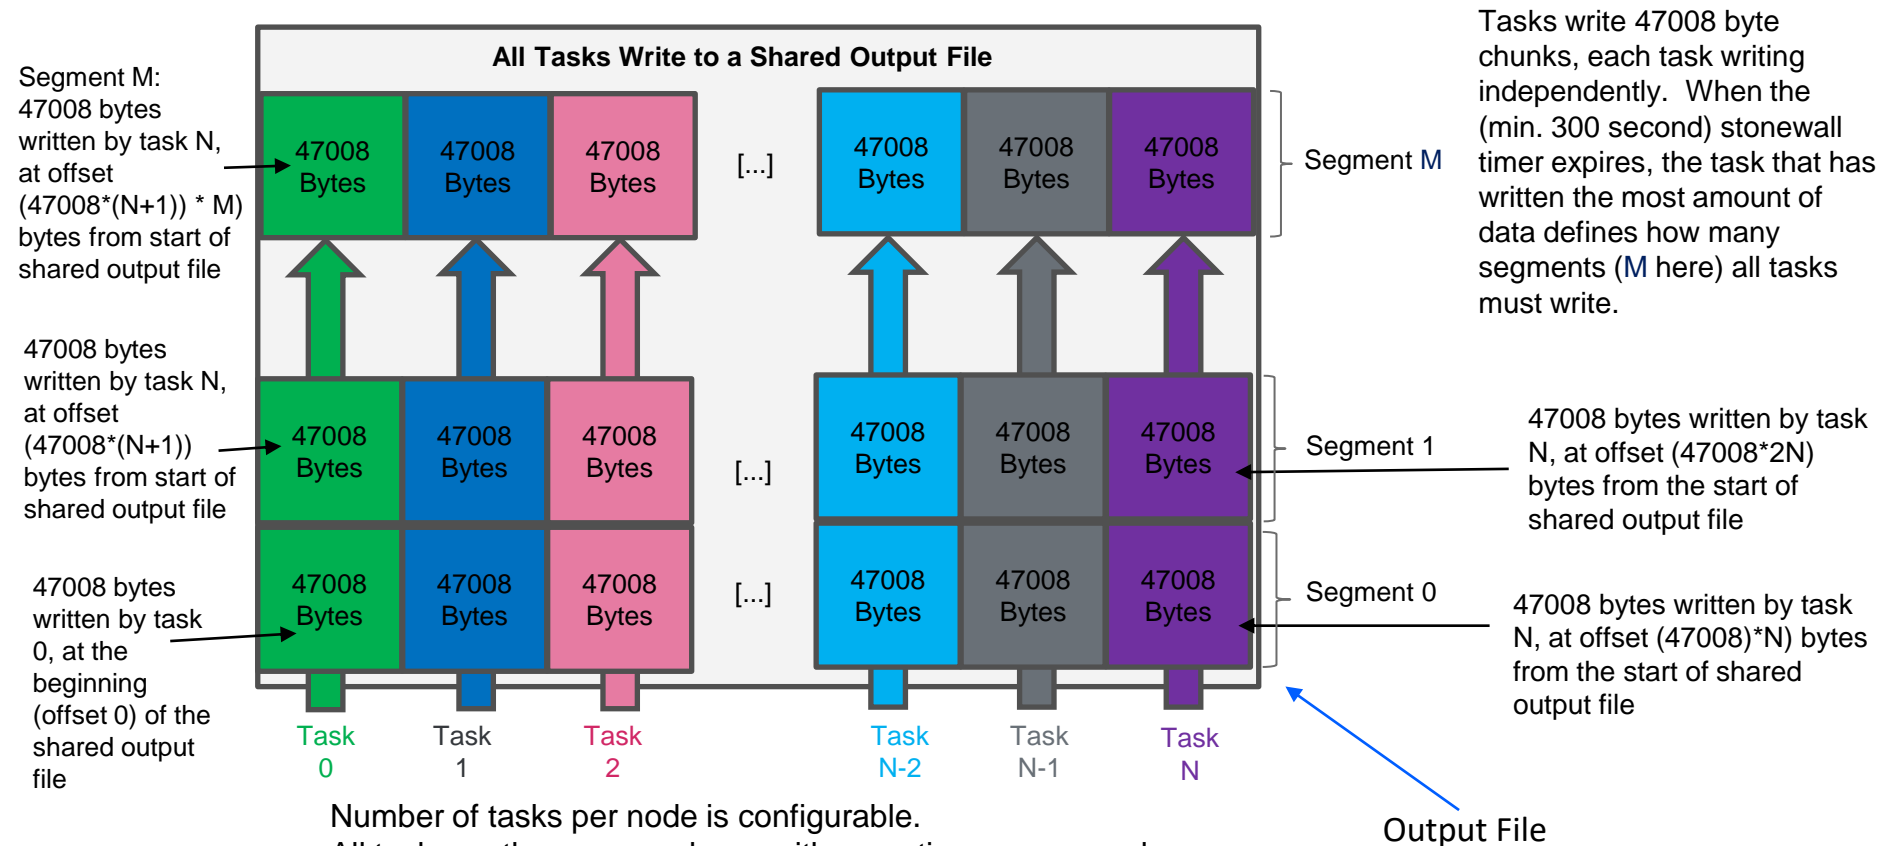 All Tasks Write to a Shared Output File
Segment M:
47008 bytes
written by task N,
at offset
(47008*(N+1)) * M)
bytes from start of
shared output file
47008 bytes
written by task N,
at offset
(47008*(N+1))
bytes from start of
shared output file
47008 bytes
written by task
0, at the
beginning
(offset 0) of the
shared output
file
47008
Bytes
47008
Bytes
47008
Bytes
[...]
47008
Bytes
47008
Bytes
47008
Bytes
Segment M
47008
Bytes
47008
Bytes
47008
Bytes
[...]
47008
Bytes
47008
Bytes
47008
Bytes
Segment 1
47008
Bytes
47008
Bytes
47008
Bytes
[...]
47008
Bytes
47008
Bytes
47008
Bytes
Segment 0
Task
0
Task
1
Task
2
Task
N-2
Task
N-1
Task
N
Tasks write 47008 byte
chunks, each task writing
independently. When the
(min. 300 second) stonewall
timer expires, the task that has
written the most amount of
data defines how many
segments (M here) all tasks
must write.
47008 bytes written by task
N, at offset (47008*2N)
bytes from the start of
shared output file
47008 bytes written by task
N, at offset (47008)*N) bytes
from the start of shared
output file
Output File
Number of tasks per node is configurable.